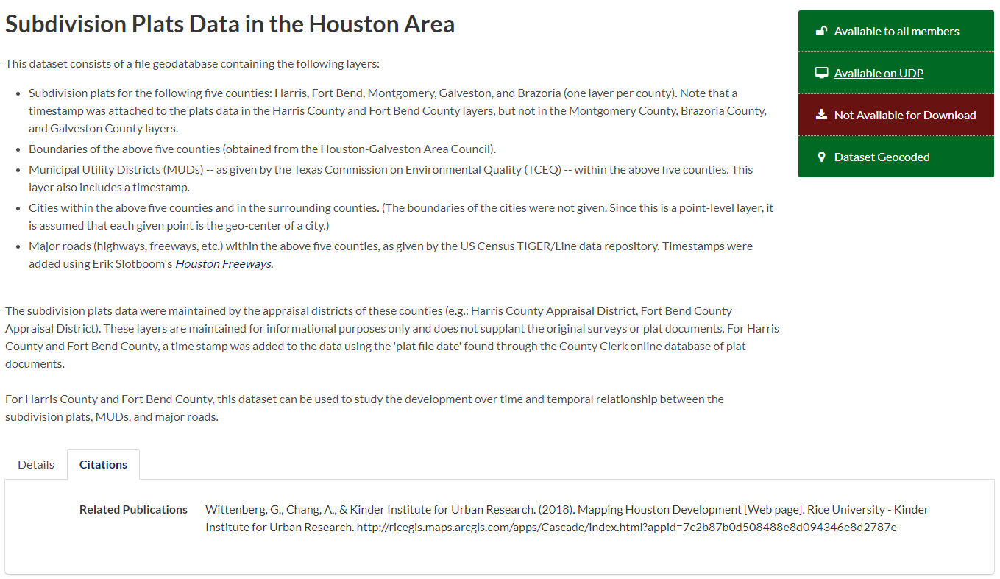 Subdivision Plats Data in the Houston Area
This dataset consists of a file geodatabase containing the following layers:
Subdivision plats for the following five counties: Harris, Fort Bend, Montgomery, Galveston, and Brazoria (one layer per county). Note that a
timestamp was attached to the plats data in the Harris County and Fort Bend County layers, but not in the Montgomery County, Brazoria County,
and Galveston County layers.
Boundaries of the above five counties (obtained from the Houston-Galveston Area Council).
Municipal Utility Districts (MUDs) -- as given by the Texas Commission on Environmental Quality (TCEQ) -- within the above five counties. This
layer also includes a timestamp.
Cities within the above five counties and in the surrounding counties. (The boundaries of the cities were not given. Since this is a point-level layer, it
is assumed that each given point is the geo-center of a city.)
Major roads (highways, freeways, etc.) within the above five counties, as given by the US Census TIGER/Line data repository. Timestamps were
added using Erik Slotboom's Houston Freeways.
The subdivision plats data were maintained by the appraisal districts of these counties (e.g.: Harris County Appraisal District, Fort Bend County
Appraisal District). These layers are maintained for informational purposes only and does not supplant the original surveys or plat documents. For Harris
County and Fort Bend County, a time stamp was added to the data using the 'plat file date' found through the County Clerk online database of plat
documents.
For Harris County and Fort Bend County, this dataset can be used to study the development over time and temporal relationship between the
subdivision plats, MUDs, and major roads.
Available to all members
Available on UDP
Not Available for Download
Dataset Geocoded
Details
Citations
Related Publications
Wittenberg, G., Chang, A., & Kinder Institute for Urban Research. (2018). Mapping Houston Development [Web page]. Rice University - Kinder
Institute for Urban Research. http://ricegis.maps.arcgis.com/apps/Cascade/index.html?appid=7c2b87b0d508488e8d094346e8d2787e